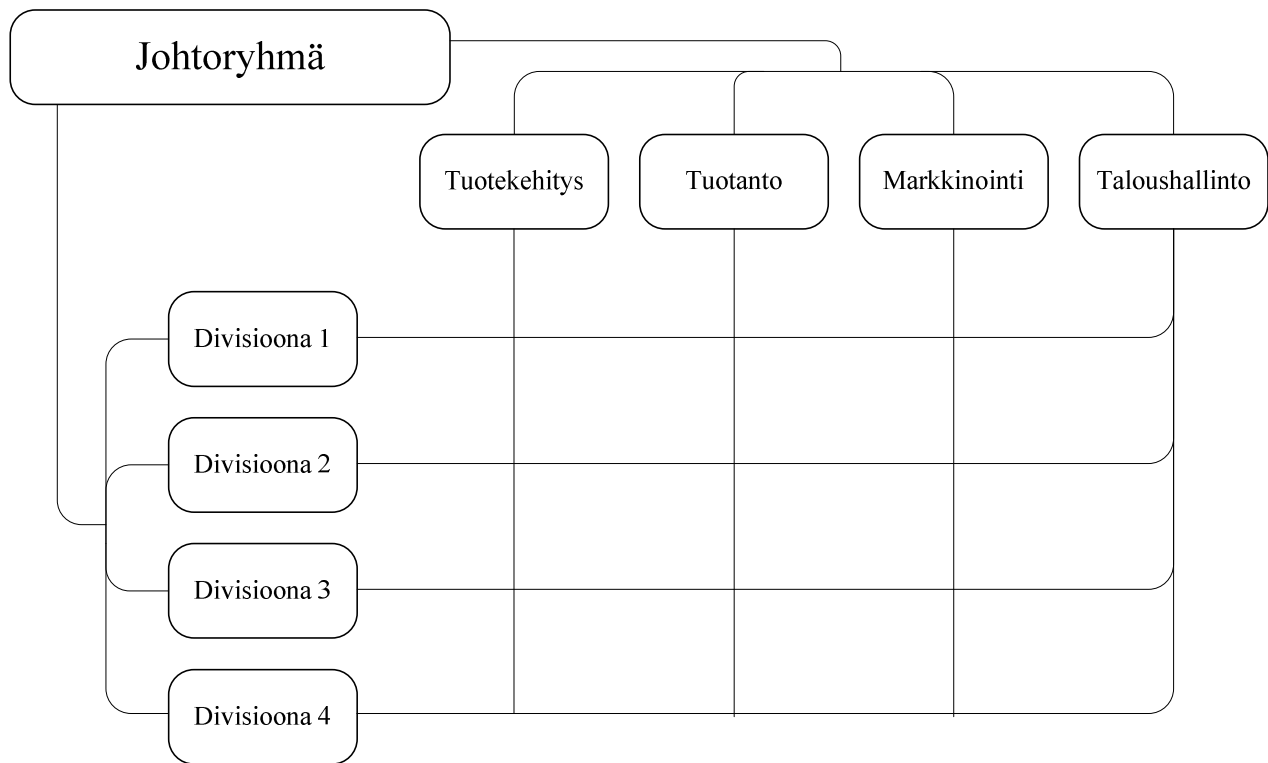 Johtoryhmä
Tuotekehitys
Tuotanto
Markkinointi
Taloushallinto
Divisioona 1
Divisioona 2
Divisioona 3
Divisioona 4